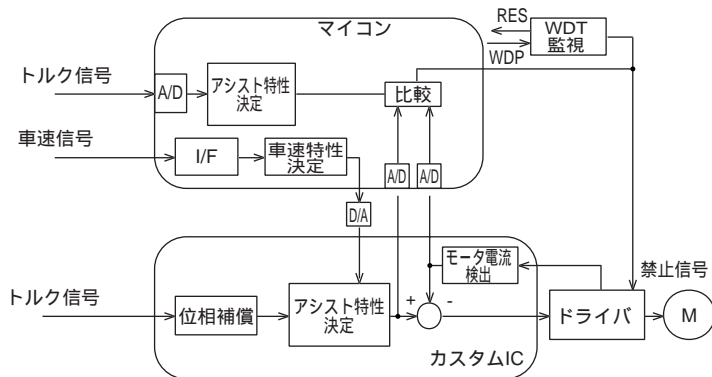 マイコン
RES
WDT
監視
WDP
トルク信号
A/D
アシスト特性
決定
比較
車速信号
I/F
車速特性
決定
A/D
A/D
D/A
モータ電流
検出
禁止信号
トルク信号
位相補償
アシスト特性
決定
+
-
ドライバ
M
カスタムIC